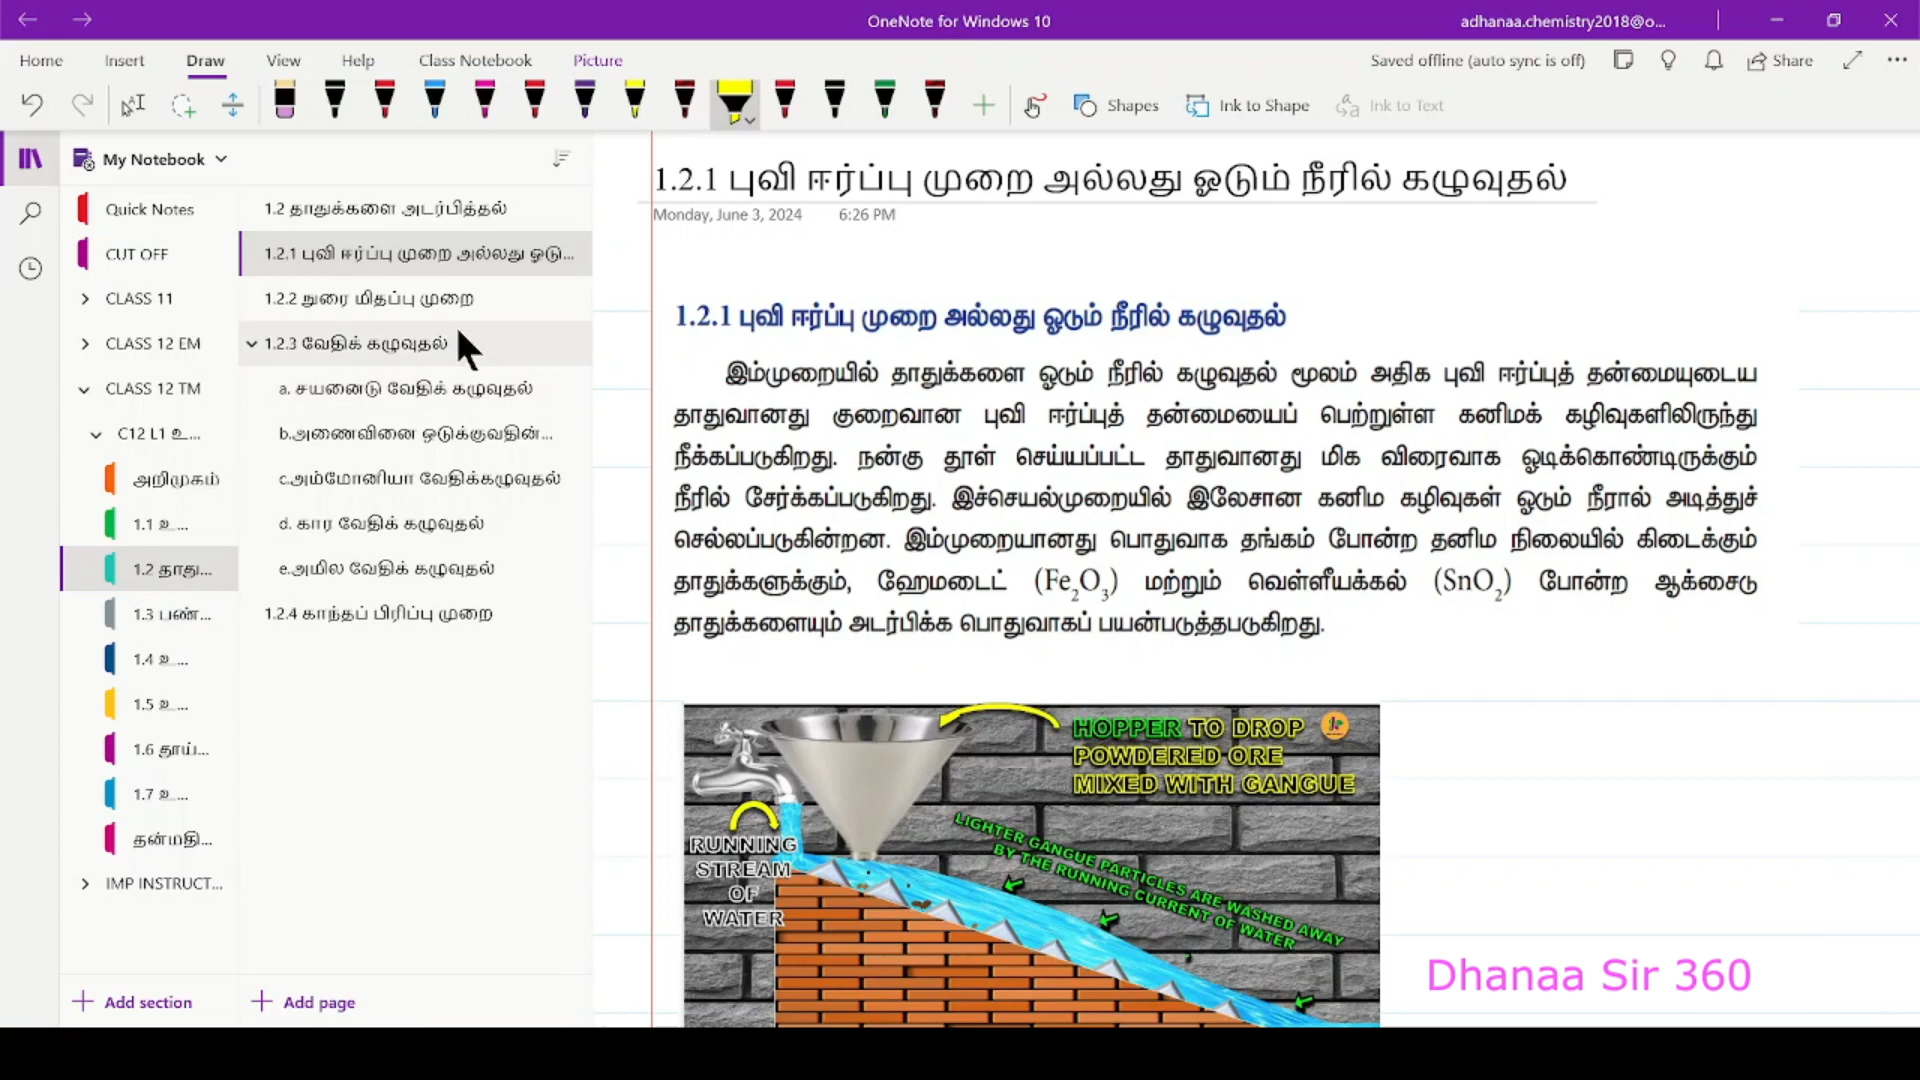 OneNote for Windows 10
adhanaa.chemistry2018@o...
Home Insert Draw View Help Class Notebook Picture
Saved offline (auto sync is off) Share
Shapes Ink to Shape Ink to Text
My Notebook
Quick Notes
CUT OFF
CLASS 11
CLASS 12 EM
CLASS 12 TM
C12 L1 உ...
அறிமுகம்
1.1 உ...
1.2 தாது...
1.3 பண்...
1.4 உ...
1.5 உ...
1.6 தாய்...
1.7 உ...
தன்மதி...
IMP INSTRUCT...
Add section
1.2 தாதுக்களை அடர்பித்தல்
1.2.1 புவி ஈர்ப்பு முறை அல்லது ஓடு...
1.2.2 நுரை மிதப்பு முறை
1.2.3 வேதிக் கழுவுதல்
a. சயனைடு வேதிக் கழுவுதல்
b.அணைவினை ஒடுக்குவதின்...
c.அம்மோனியா வேதிக்கழுவுதல்
d. கார வேதிக் கழுவுதல்
e.அமில வேதிக் கழுவுதல்
1.2.4 காந்தப் பிரிப்பு முறை
Add page
1.2.1 புவி ஈர்ப்பு முறை அல்லது ஓடும் நீரில் கழுவுதல்
Monday, June 3, 2024 6:26 PM
1.2.1 புவி ஈர்ப்பு முறை அல்லது ஓடும் நீரில் கழுவுதல்
இம்முறையில் தாதுக்களை ஓடும் நீரில் கழுவுதல் மூலம் அதிக புவி ஈர்ப்புத் தன்மையுடைய
தாதுவானது குறைவான புவி ஈர்ப்புத் தன்மையைப் பெற்றுள்ள கனிமக் கழிவுகளிலிருந்து
நீக்கப்படுகிறது. நன்கு தூள் செய்யப்பட்ட தாதுவானது மிக விரைவாக ஓடிக்கொண்டிருக்கும்
நீரில் சேர்க்கப்படுகிறது. இச்செயல்முறையில் இலேசான கனிம கழிவுகள் ஓடும் நீரால் அடித்துச்
செல்லப்படுகின்றன. இம்முறையானது பொதுவாக தங்கம் போன்ற தனிம நிலையில் கிடைக்கும்
தாதுக்களுக்கும், ஹேமடைட் (Fe₂O₃) மற்றும் வெள்ளீயக்கல் (SnO₂) போன்ற ஆக்சைடு
தாதுக்களையும் அடர்பிக்க பொதுவாகப் பயன்படுத்தபடுகிறது.
HOPPER TO DROP
POWDERED ORE
MIXED WITH GANGUE
RUNNING
STREAM
OF
WATER
LIGHTER GANGUE PARTICLES ARE WASHED AWAY
BY THE RUNNING CURRENT OF WATER
Dhanaa Sir 360